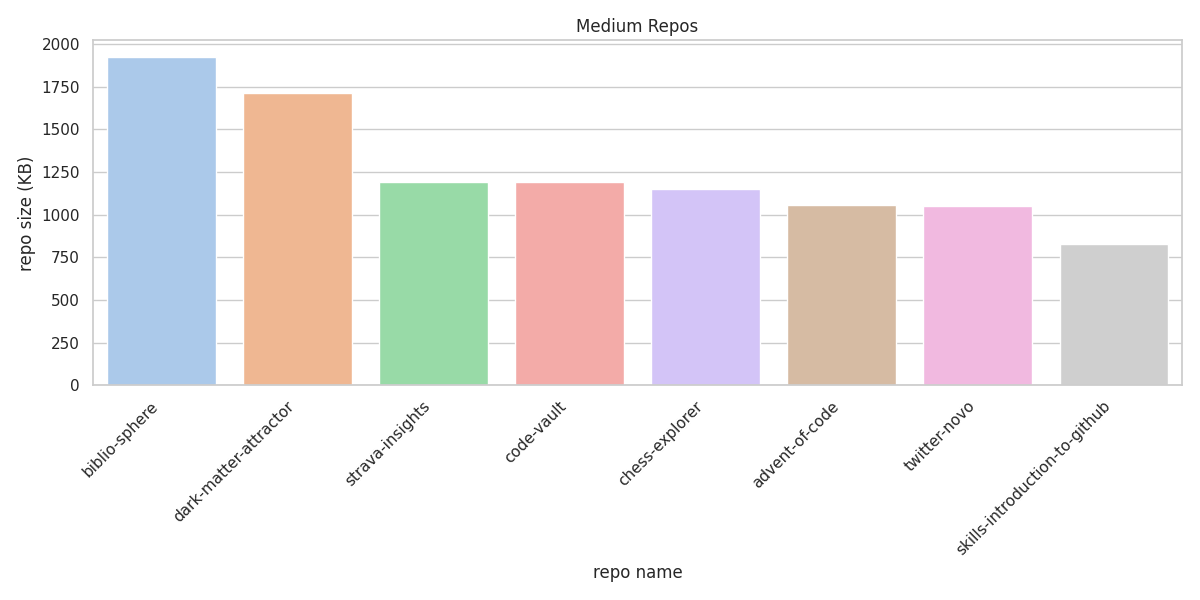 Medium Repos
repo size (KB)
2000
1750
1500
1250
1000
750
500
250
0
biblio-sphere
dark-matter-attractor
strava-insights
code-vault
chess-explorer
advent-of-code
twitter-novo
skills-introduction-to-github
repo name